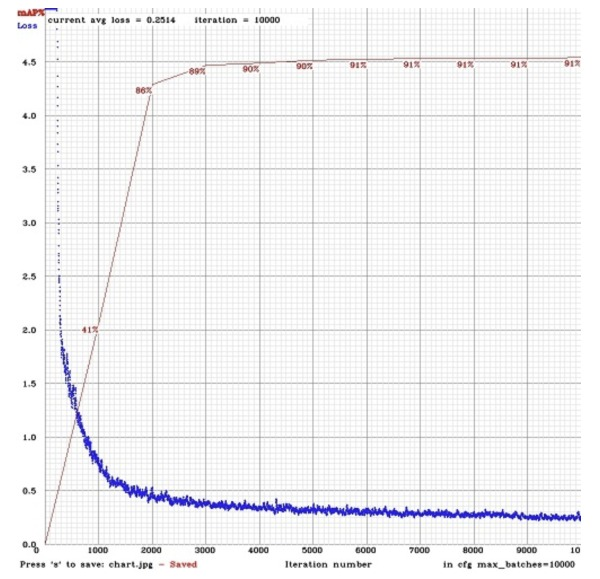 mAP%
Loss
current avg loss = 0.2514 iteration = 10000
4.5
89% 90% 90% 91% 91% 91% 91% 91%
86%
4.0
3.5
3.0
2.5
2.0
41%
1.5
1.0
0.5
0.0
0 1000 2000 3000 4000 5000 6000 7000 8000 9000 10
Press 's' to save: chart.jpg - Saved Iteration number in cfg max_batches=10000